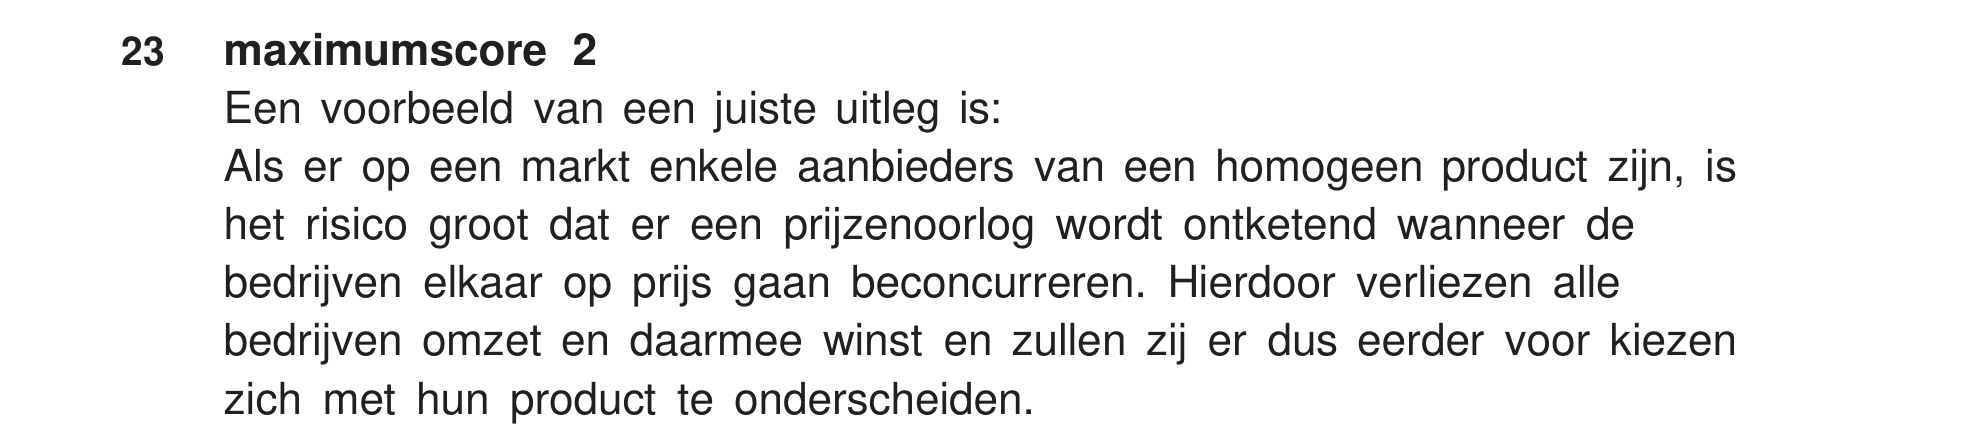 23 maximumscore 2
Een voorbeeld van een juiste uitleg is:
Als er op een markt enkele aanbieders van een homogeen product zijn, is
het risico groot dat er een prijzenoorlog wordt ontketend wanneer de
bedrijven elkaar op prijs gaan beconcurreren. Hierdoor verliezen alle
bedrijven omzet en daarmee winst en zullen zij er dus eerder voor kiezen
zich met hun product te onderscheiden.